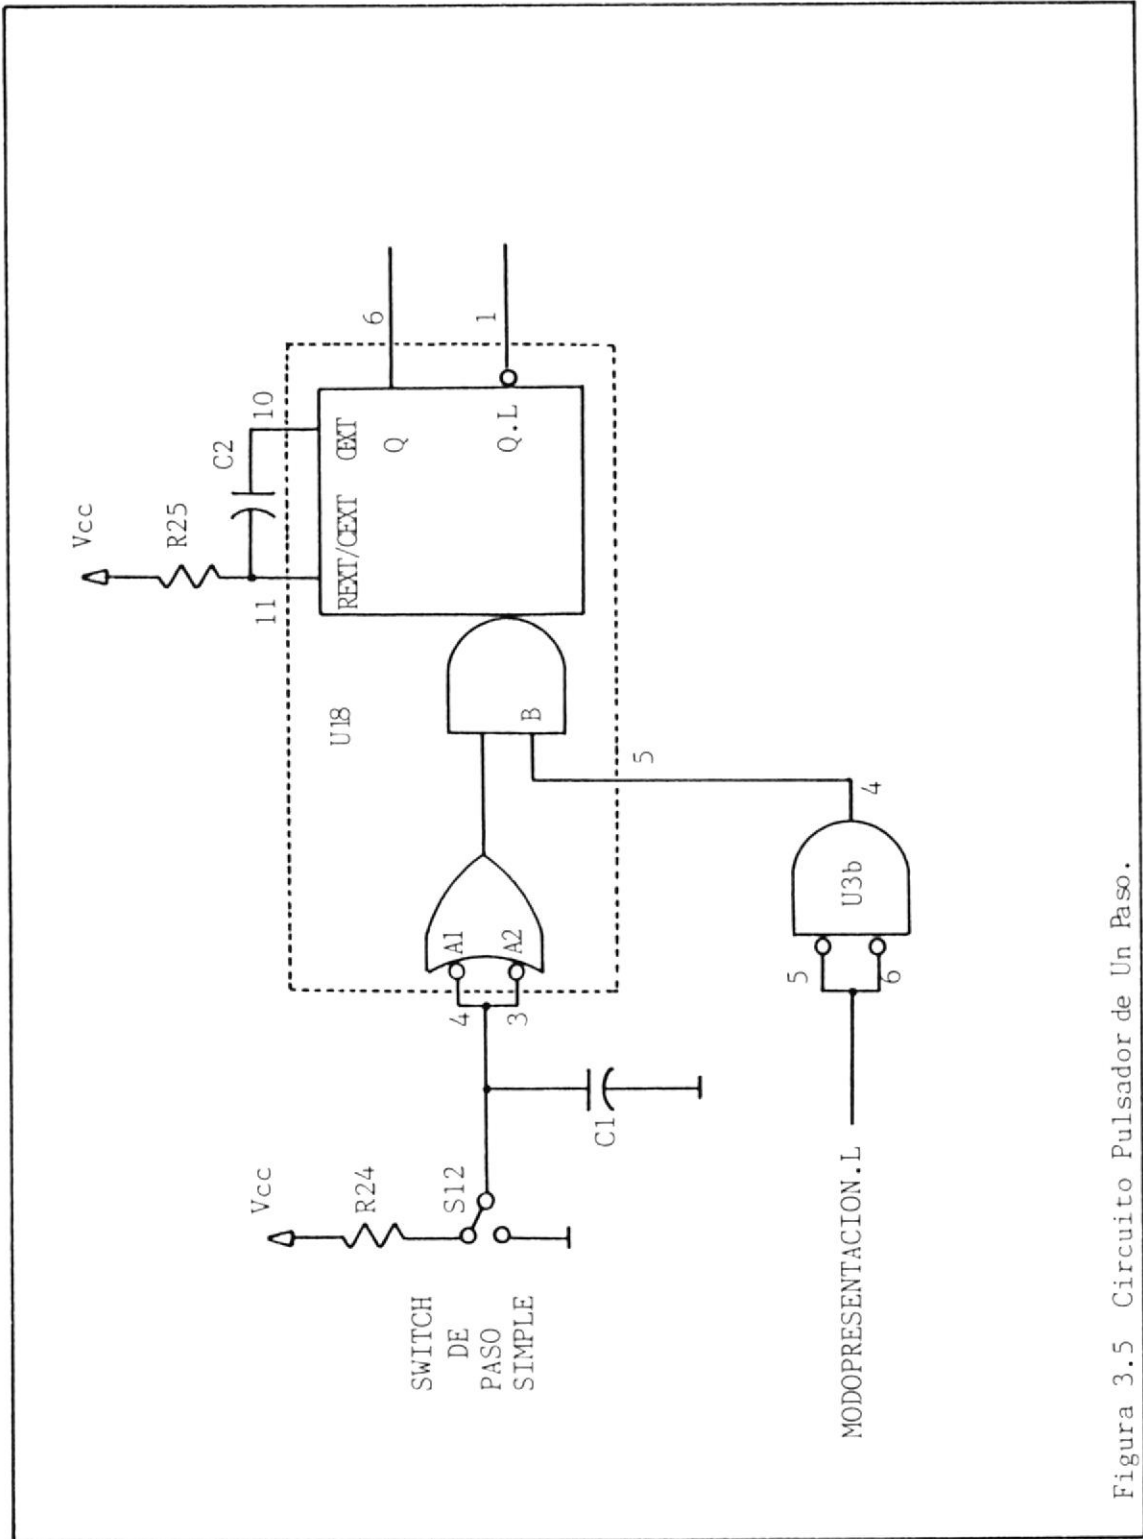 Vcc
R24
S12
SWITCH
DE
PASO
SIMPLE
C1
4
3
A1
A2
U18
B
5
Vcc
R25
11
C2
10
REXT/CEXT
CEXT
Q
Q.L
6
1
MODOPRESENTACION.L
5
6
U3b
4
Figura 3.5 Circuito Pulsador de Un Paso.